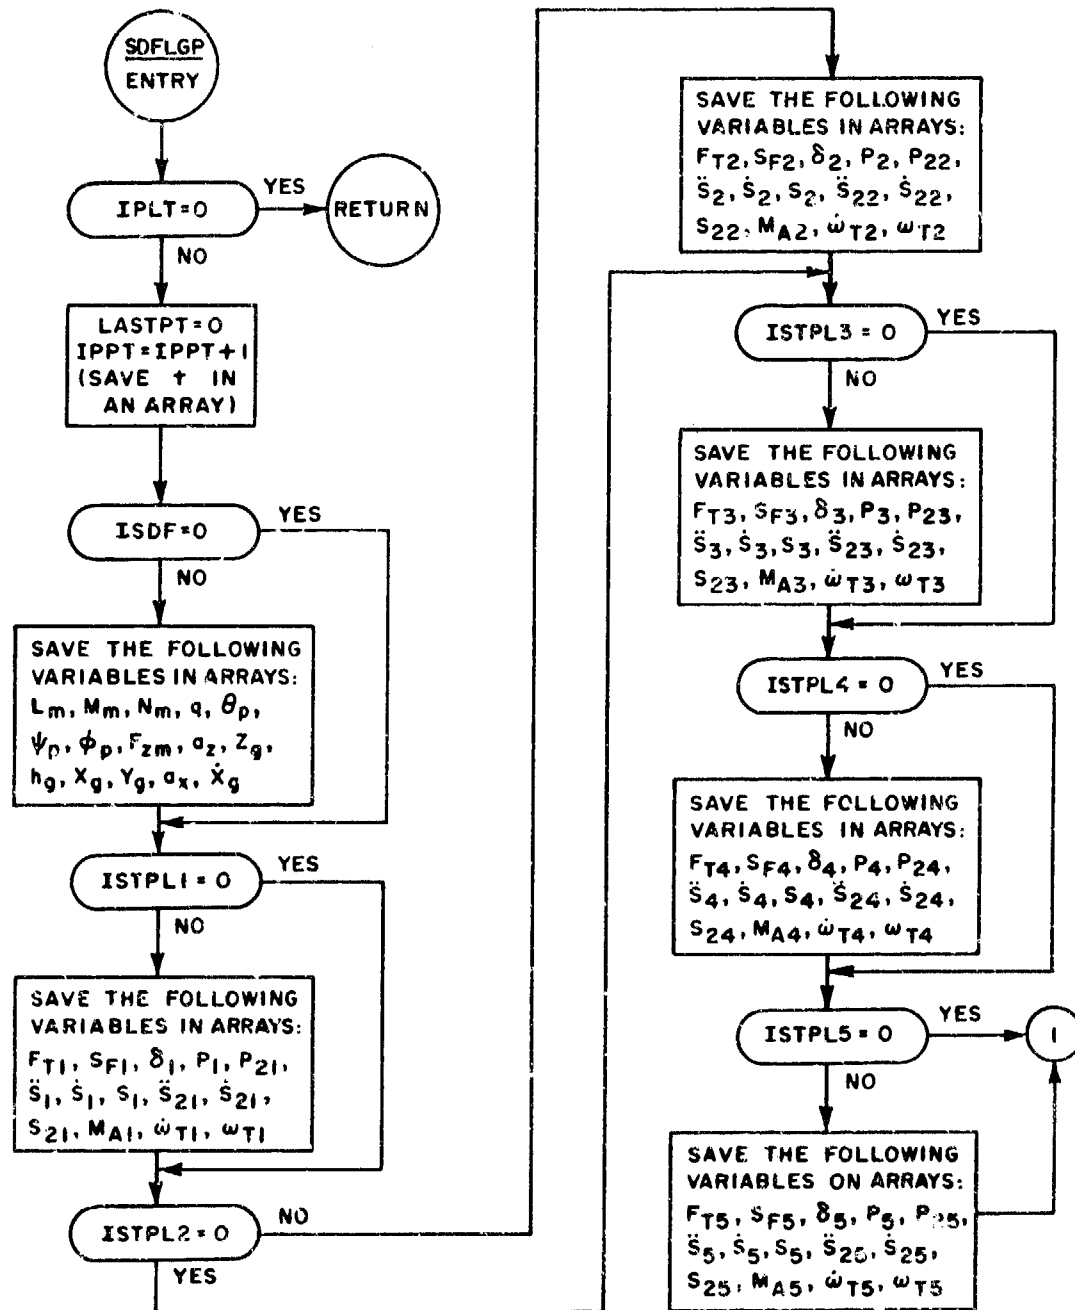 SDFLGP
ENTRY
IPLT=0
YES
RETURN
NO
LASTPT=0
IPPT=IPPT+1
(SAVE t IN
AN ARRAY)
ISDF=0
YES
NO
SAVE THE FOLLOWING
VARIABLES IN ARRAYS:
Lm, Mm, Nm, q, θp,
ψp, ϕp, Fzm, az, Zg,
hg, Xg, Yg, ax, Ẋg
ISTPL1=0
YES
NO
SAVE THE FOLLOWING
VARIABLES IN ARRAYS:
FT1, SF1, δ1, P1, P21,
S̈1, Ṡ1, S1, S̈21, Ṡ21,
S21, MA1, ω̇T1, ωT1
ISTPL2=0
NO
YES
SAVE THE FOLLOWING
VARIABLES IN ARRAYS:
FT2, SF2, δ2, P2, P22,
S̈2, Ṡ2, S2, S̈22, Ṡ22,
S22, MA2, ω̇T2, ωT2
ISTPL3=0
YES
NO
SAVE THE FOLLOWING
VARIABLES IN ARRAYS:
FT3, SF3, δ3, P3, P23,
S̈3, Ṡ3, S3, S̈23, Ṡ23,
S23, MA3, ω̇T3, ωT3
ISTPL4=0
YES
NO
SAVE THE FOLLOWING
VARIABLES IN ARRAYS:
FT4, SF4, δ4, P4, P24,
S̈4, Ṡ4, S4, S̈24, Ṡ24,
S24, MA4, ω̇T4, ωT4
ISTPL5=0
YES
1
NO
SAVE THE FOLLOWING
VARIABLES ON ARRAYS:
FT5, SF5, δ5, P5, P25,
S̈5, Ṡ5, S5, S̈25, Ṡ25,
S25, MA5, ω̇T5, ωT5